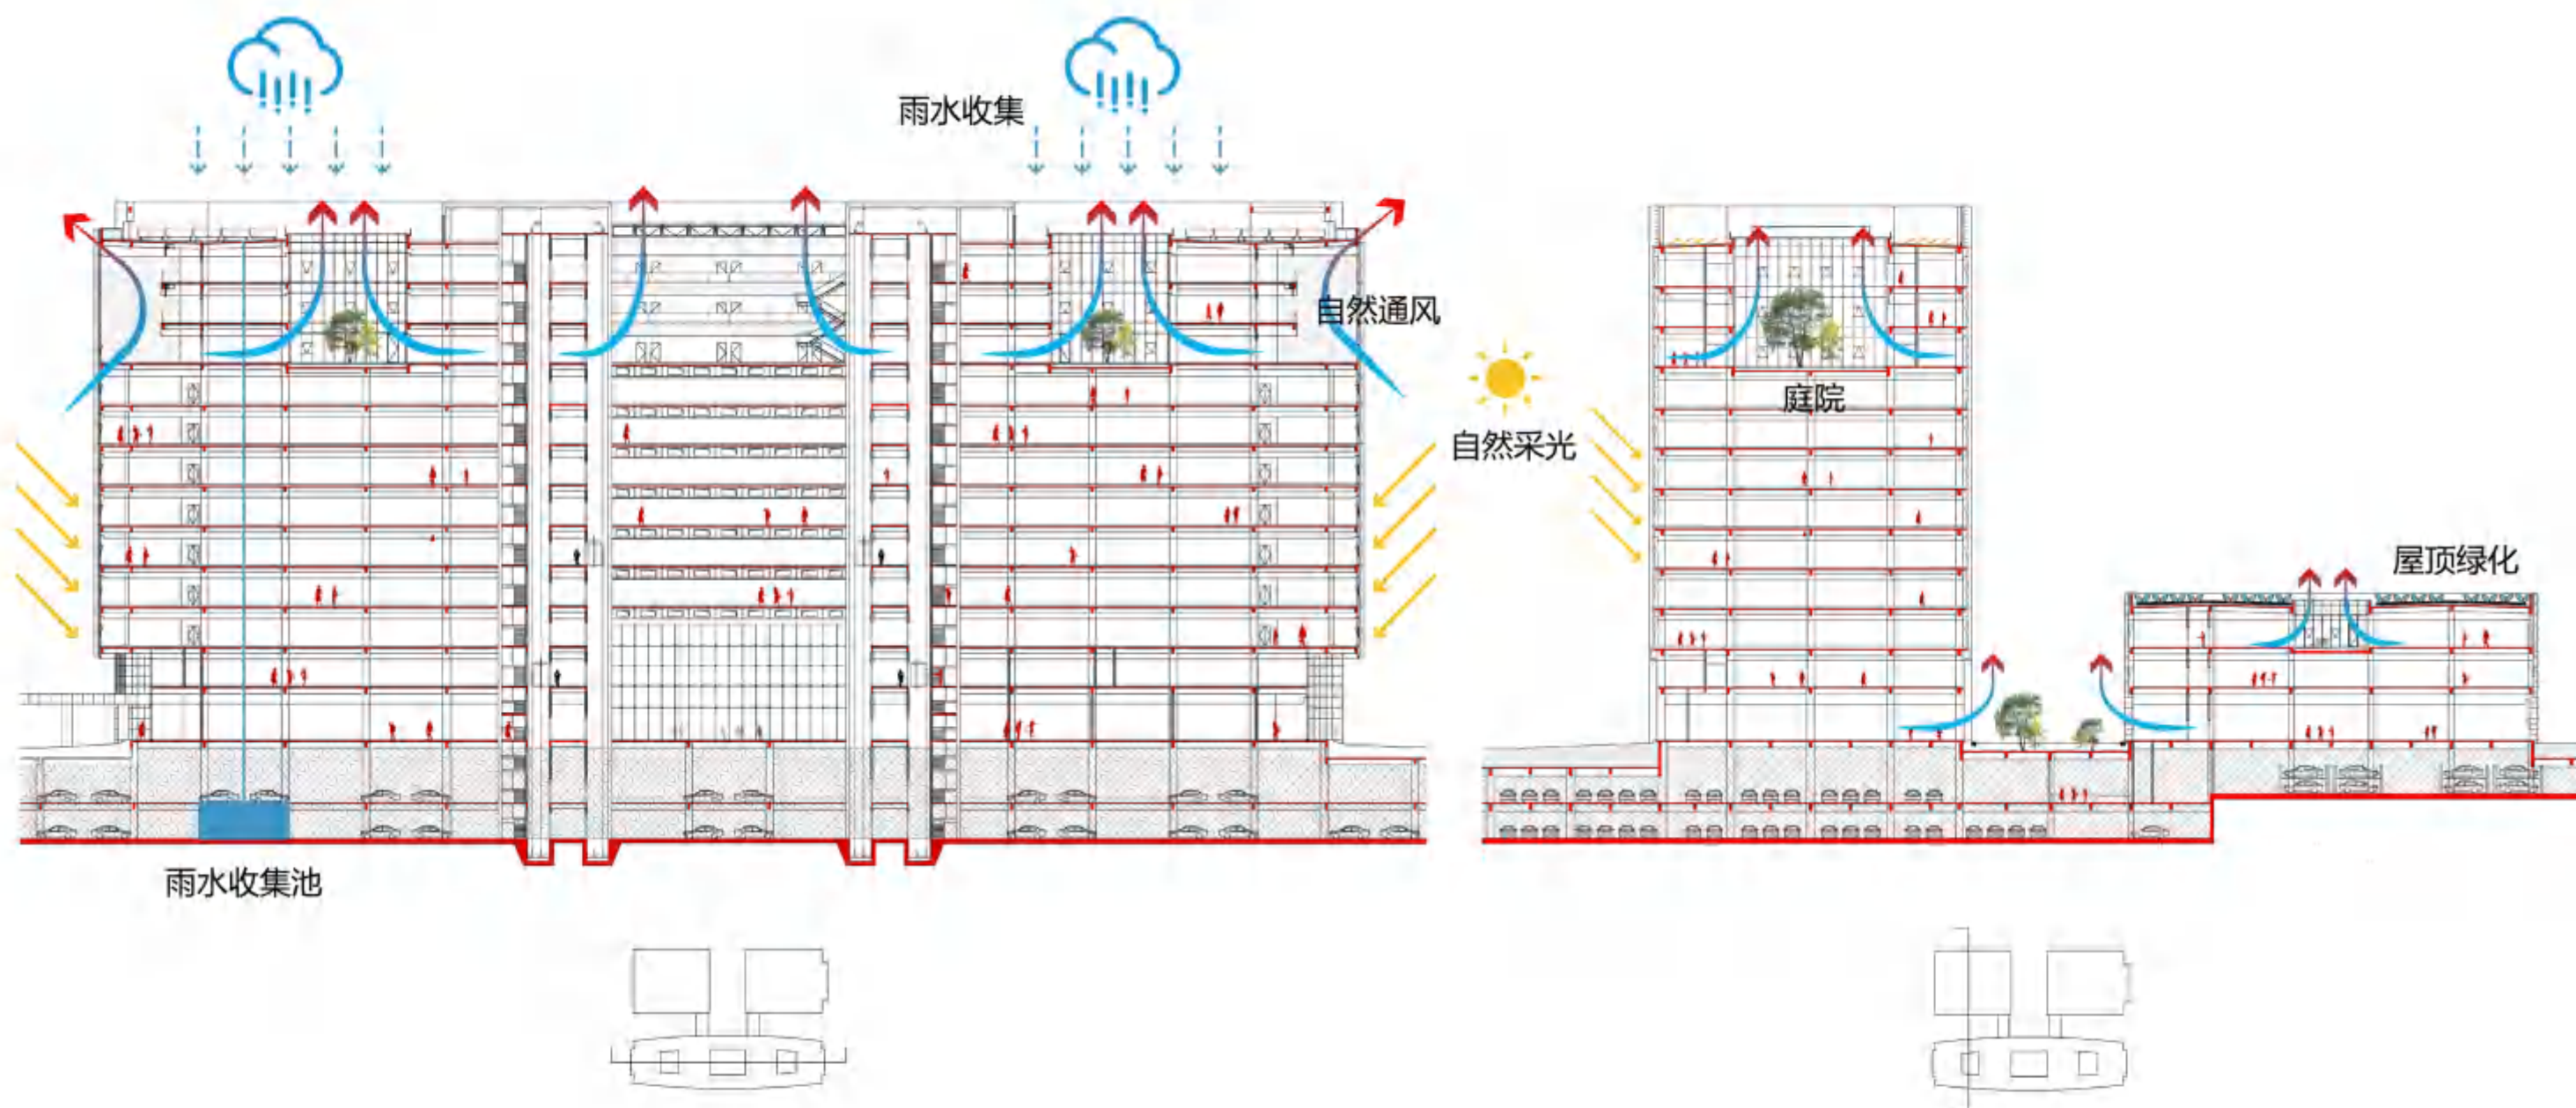 雨水收集
自然通风
自然采光
庭院
屋顶绿化
雨水收集池